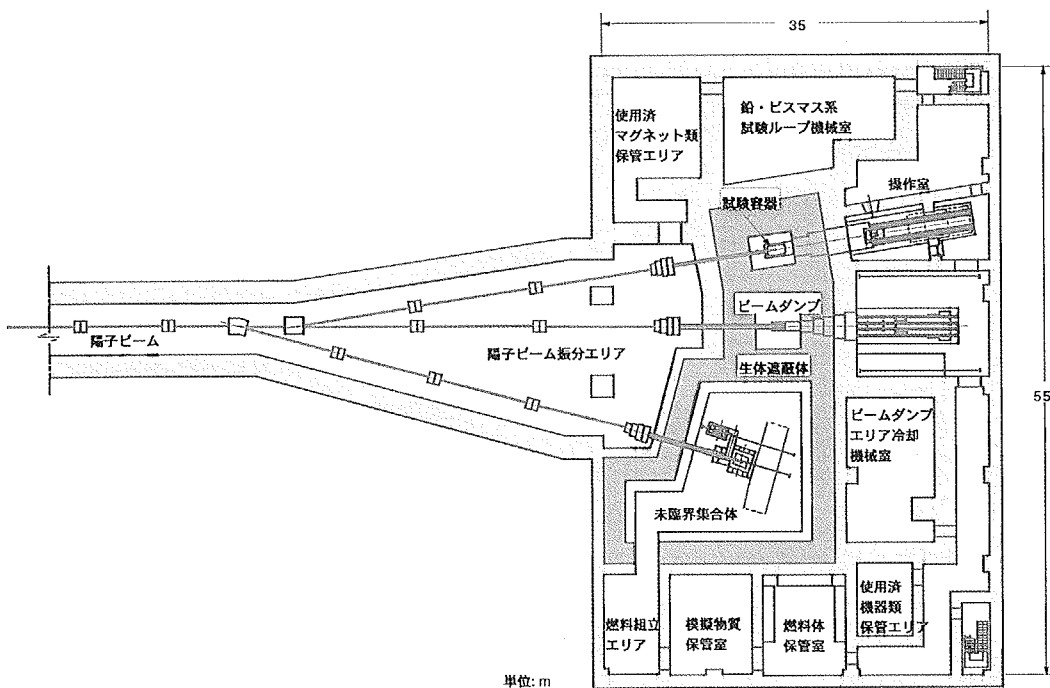 35
使用済
マグネット類
保管エリア
鉛・ビスマス系
試験ループ機械室
操作室
試験容器
陽子ビーム
ビームダンプ
陽子ビーム振分エリア
生体遮蔽体
55
ビームダンプ
エリア冷却
機械室
未臨界集合体
燃料組立
エリア
模擬物質
保管室
燃料体
保管室
使用済
機器類
保管エリア
単位: m